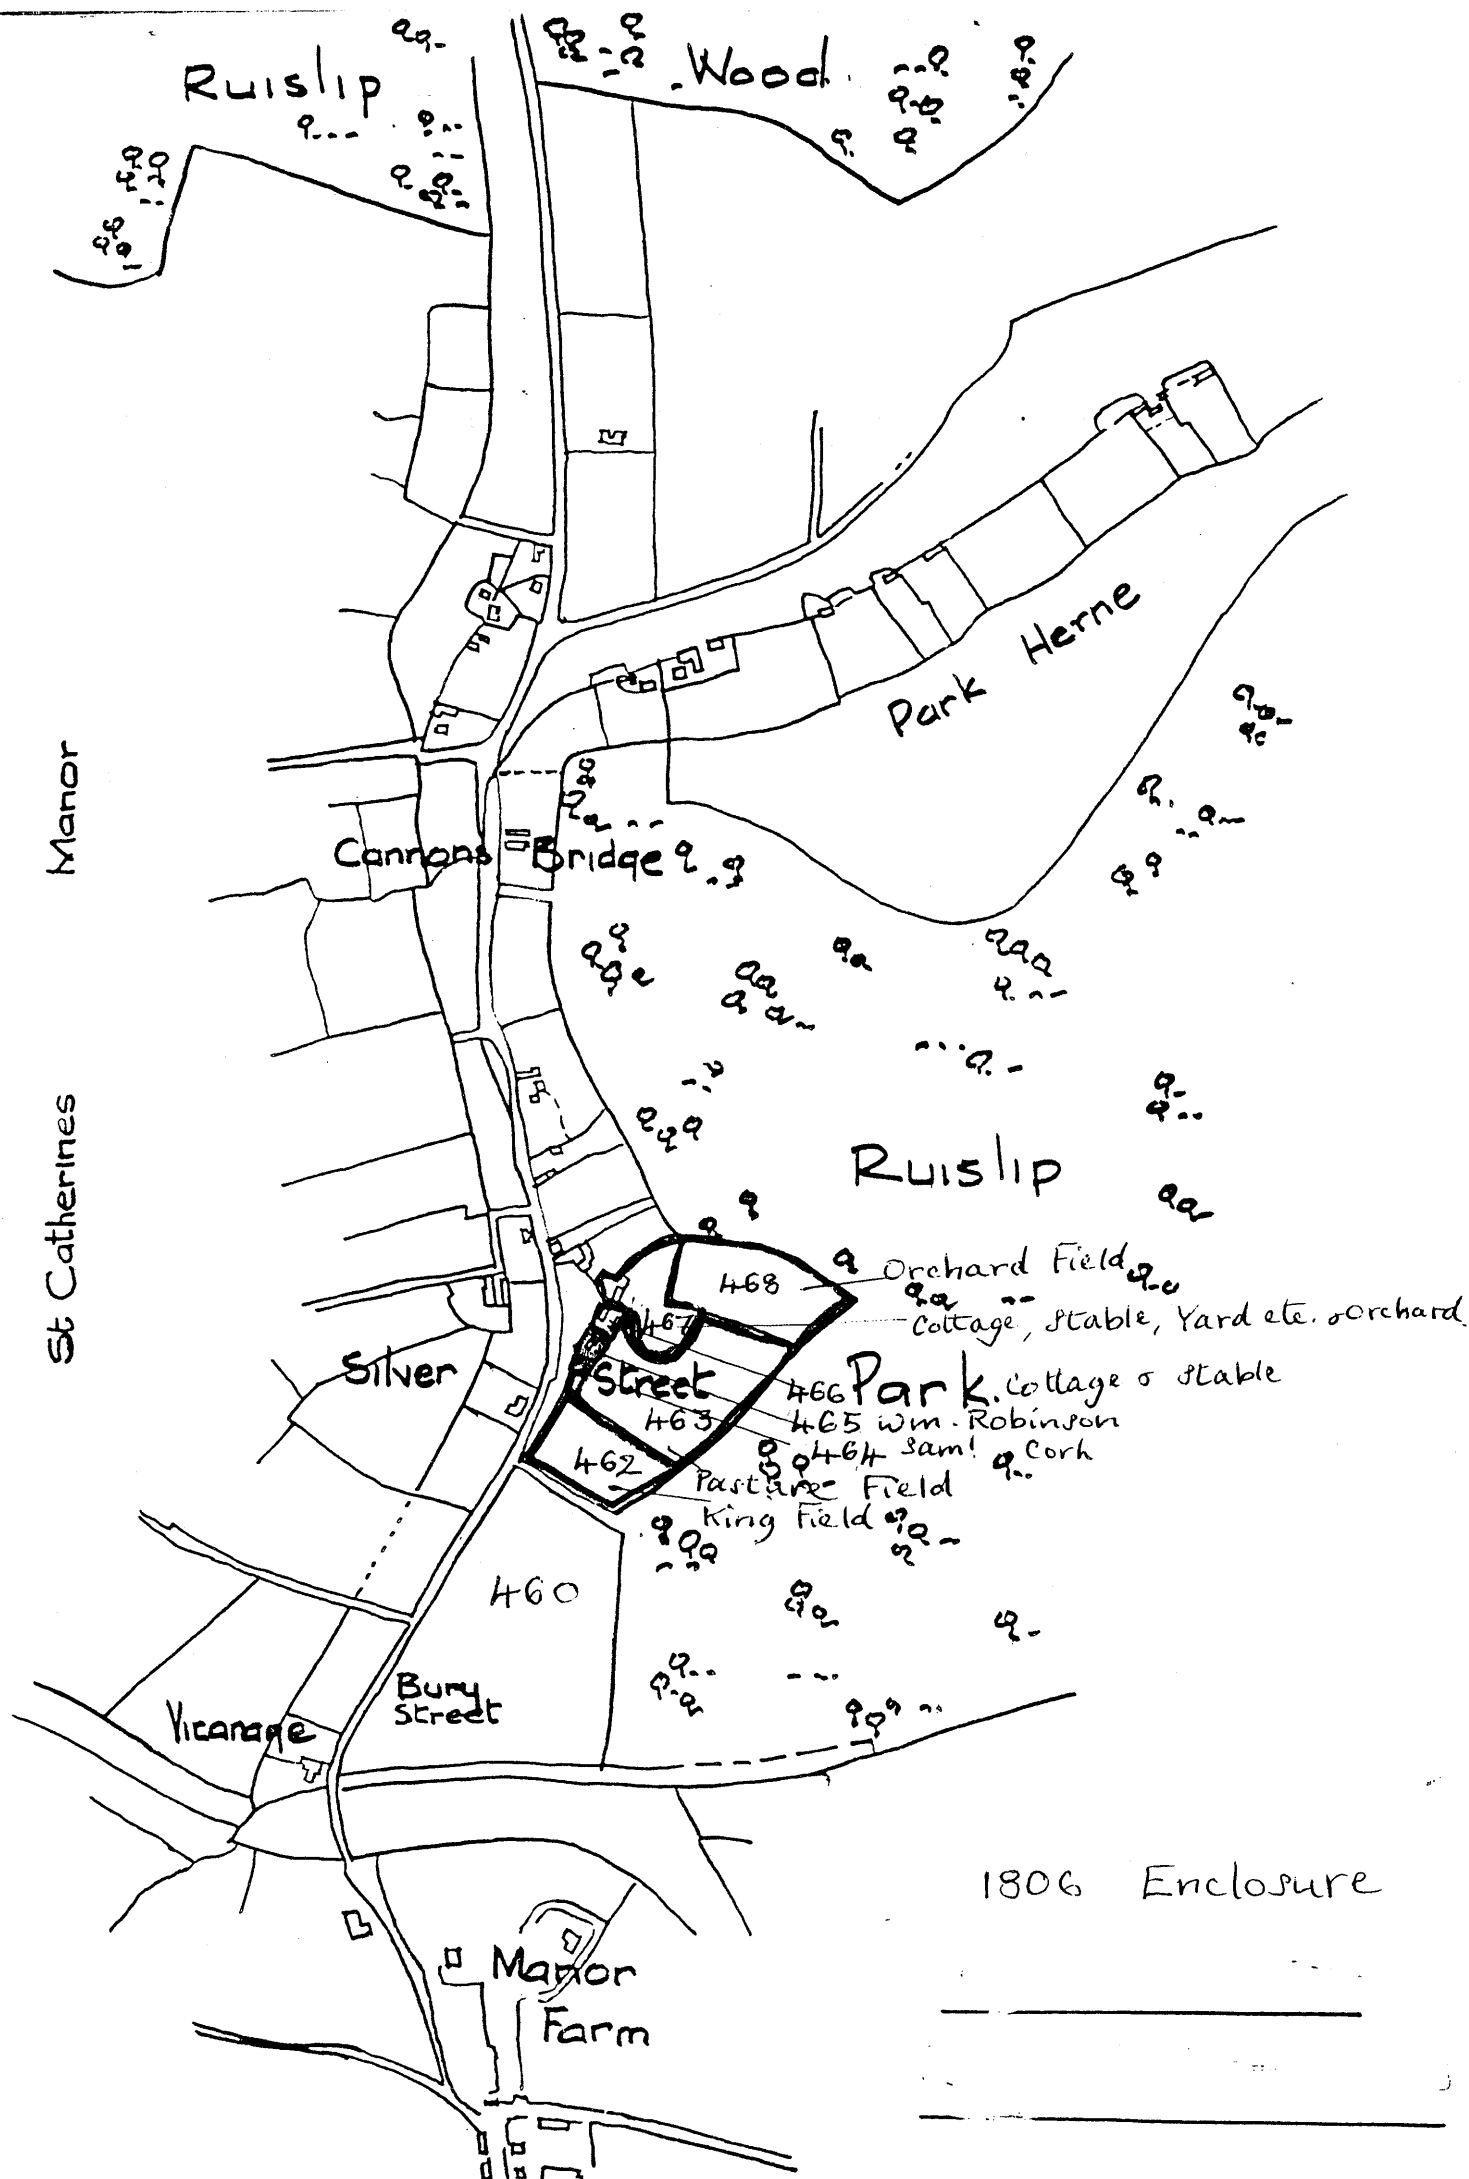 Ruislip Wood
Park Herne
Manor
Cannons Bridge
St Catherines
Ruislip
468 Orchard Field
467 Cottage, Stable, Yard etc. & Orchard
Silver Street
466 Park. Cottage & Stable
463 465 Wm. Robinson
464 Saml Cork
462
Pasture Field
King Field
460
Bury
Street
Vicarage
1806 Enclosure
Manor
Farm